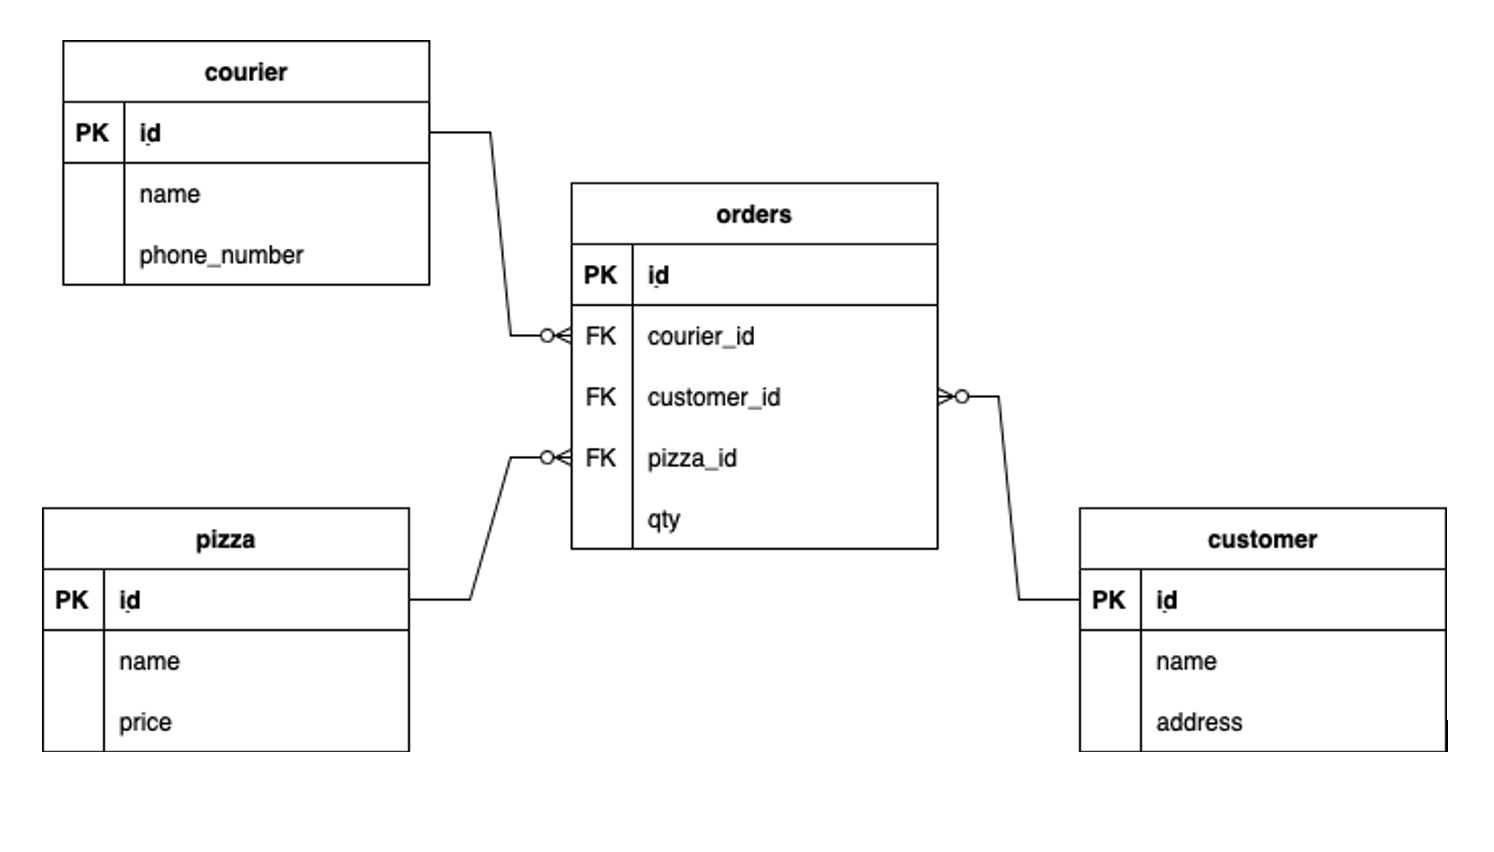 courier
PK id
name
phone_number
orders
PK id
FK courier_id
FK customer_id
FK pizza_id
qty
pizza
PK id
name
price
customer
PK id
name
address